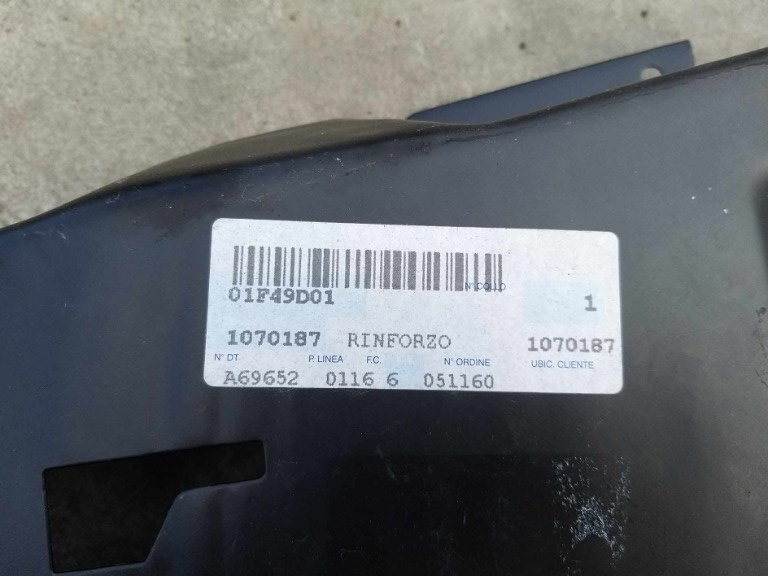 N° COLLO
01F49D01 1
1070187 RINFORZO 1070187
N° DT P. LINEA F.C. N° ORDINE UBIC. CLIENTE
A69652 0116 6 051160